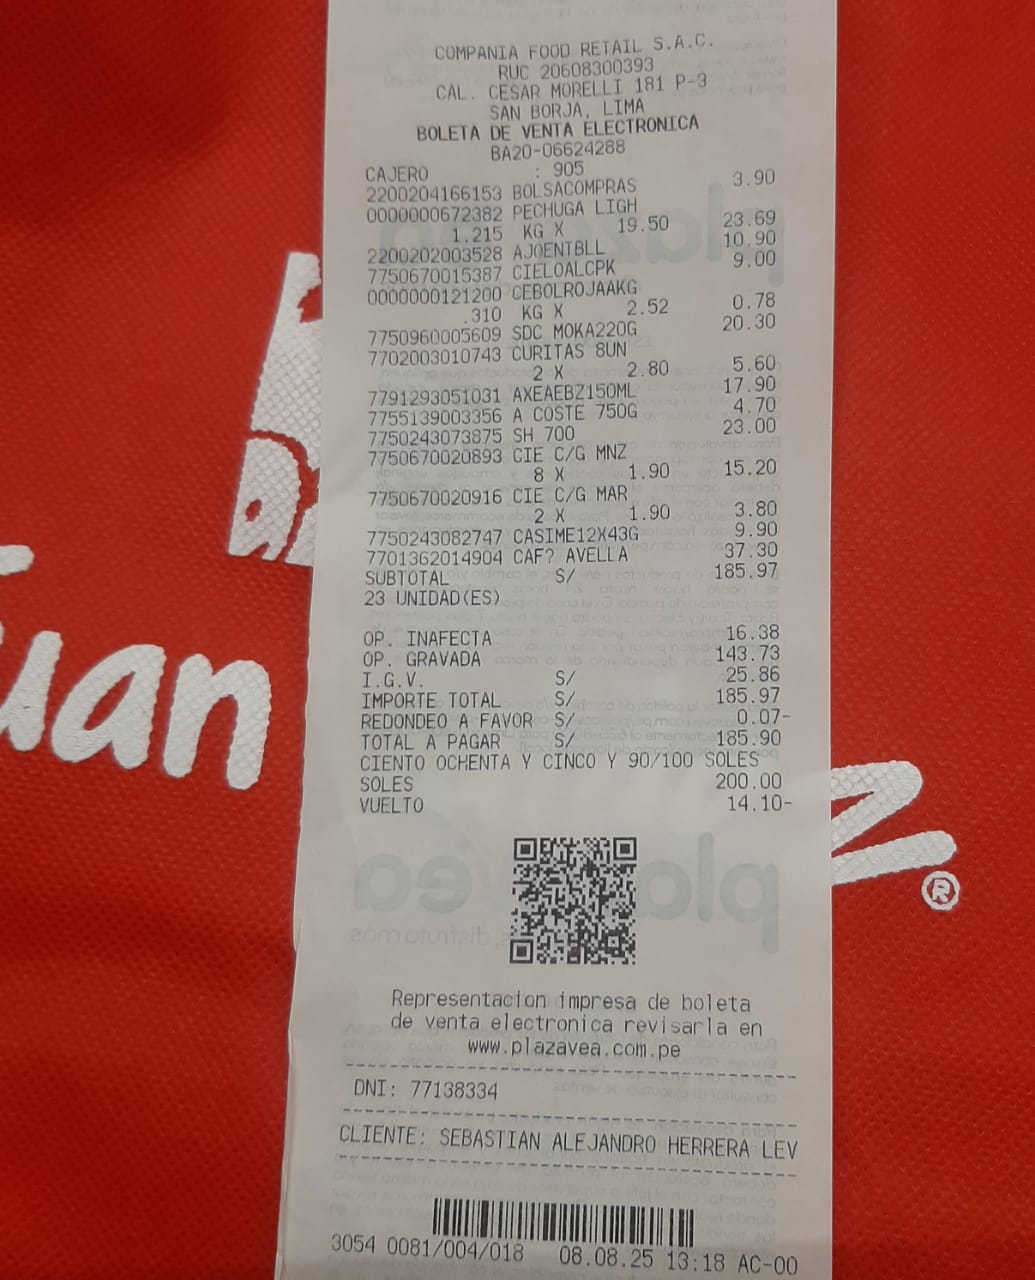 COMPANIA FOOD RETAIL S.A.C.
RUC 20608300393
CAL. CESAR MORELLI 181 P-3
SAN BORJA, LIMA
BOLETA DE VENTA ELECTRONICA
BA20-06624288
CAJERO : 905
2200204166153 BOLSACOMPRAS 3.90
0000000672382 PECHUGA LIGH
1.215 KG X 19.50 23.69
2200202003528 AJOENTBLL 10.90
7750670015387 CIELOALCPK 9.00
0000000121200 CEBOLROJAAKG
.310 KG X 2.52 0.78
7750960005609 SDC MOKA220G 20.30
7702003010743 CURITAS 8UN
2 X 2.80 5.60
7791293051031 AXEAEBZ150ML 17.90
7755139003356 A COSTE 750G 4.70
7750243073875 SH 700 23.00
7750670020893 CIE C/G MNZ
8 X 1.90 15.20
7750670020916 CIE C/G MAR
2 X 1.90 3.80
7750243082747 CASIME12X43G 9.90
7701362014904 CAF? AVELLA 37.30
SUBTOTAL S/ 185.97
23 UNIDAD(ES)
OP. INAFECTA 16.38
OP. GRAVADA 143.73
I.G.V. S/ 25.86
IMPORTE TOTAL S/ 185.97
REDONDEO A FAVOR S/ 0.07-
TOTAL A PAGAR S/ 185.90
CIENTO OCHENTA Y CINCO Y 90/100 SOLES
SOLES 200.00
VUELTO 14.10-
Representacion impresa de boleta
de venta electronica revisarla en
www.plazavea.com.pe
DNI: 77138334
CLIENTE: SEBASTIAN ALEJANDRO HERRERA LEV
3054 0081/004/018 08.08.25 13:18 AC-00
uan
z®